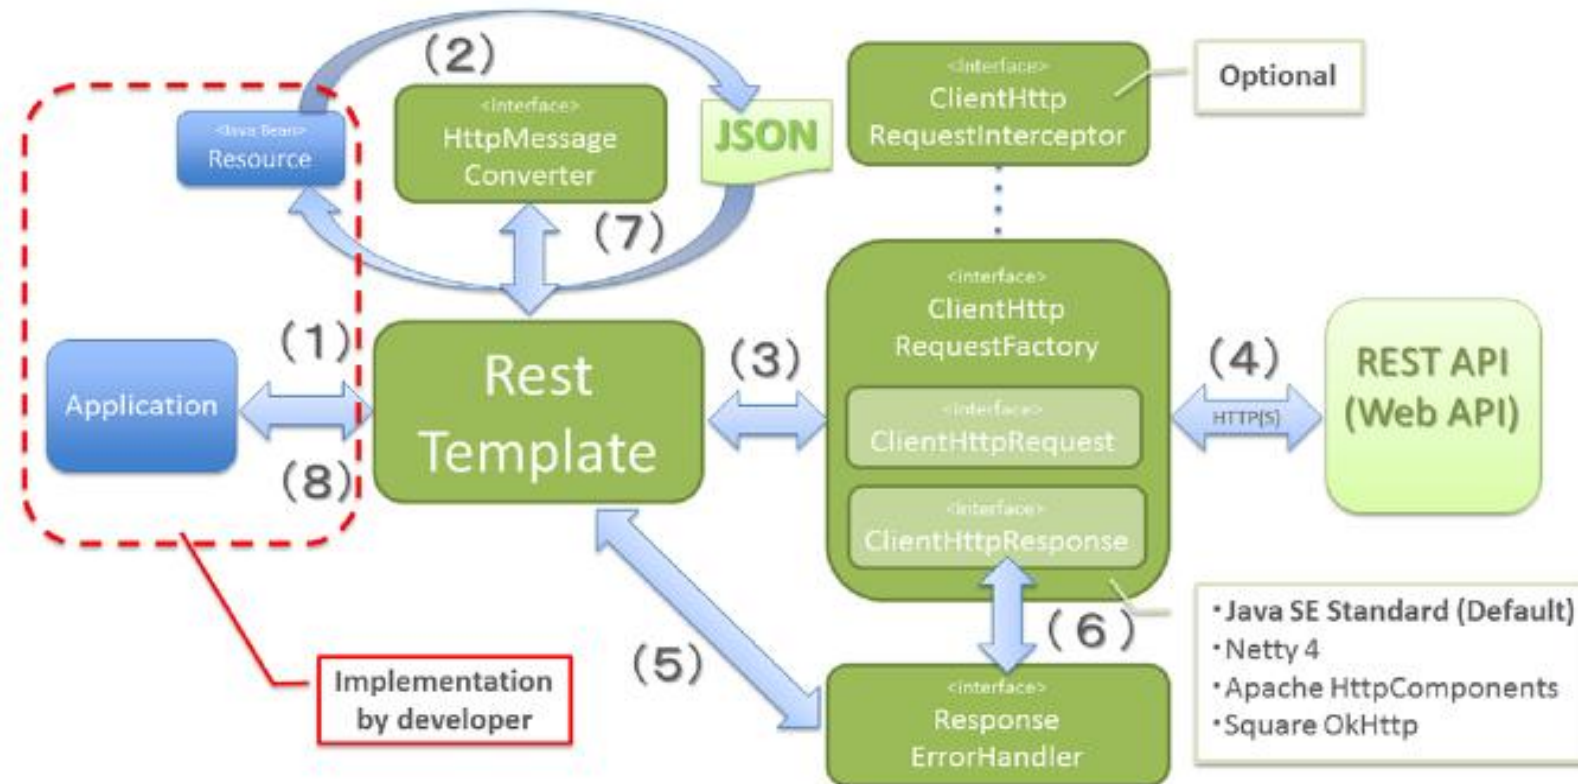 (2)
<Interface>
HttpMessage
Converter
<Java Bean>
Resource
JSON
<Interface>
ClientHttp
RequestInterceptor
Optional
(7)
(1)
Application
(8)
Rest
Template
(3)
<Interface>
ClientHttp
RequestFactory
<Interface>
ClientHttpRequest
<Interface>
ClientHttpResponse
(4)
HTTP(S)
REST API
(Web API)
(5)
(6)
<Interface>
Response
ErrorHandler
Implementation
by developer
・Java SE Standard (Default)
・Netty 4
・Apache HttpComponents
・Square OkHttp